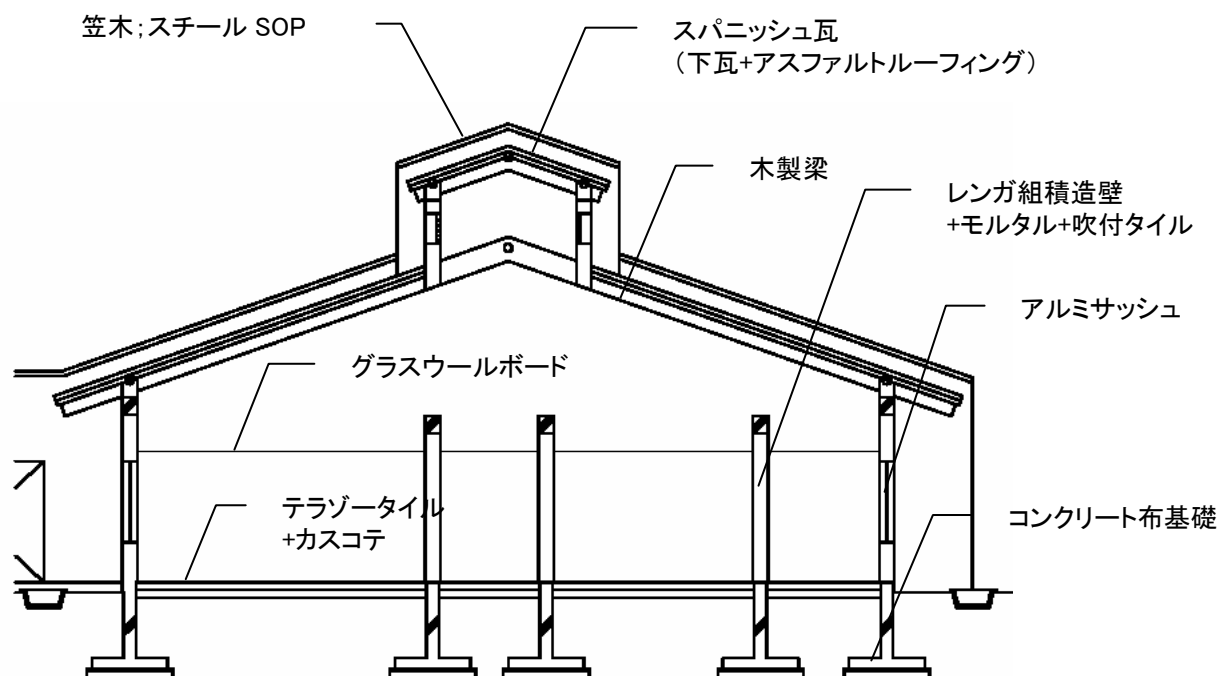 笠木;スチール SOP
スパニッシュ瓦
(下瓦+アスファルトルーフィング)
木製梁
レンガ組積造壁
+モルタル+吹付タイル
アルミサッシュ
グラスウールボード
テラゾータイル
+カスコテ
コンクリート布基礎